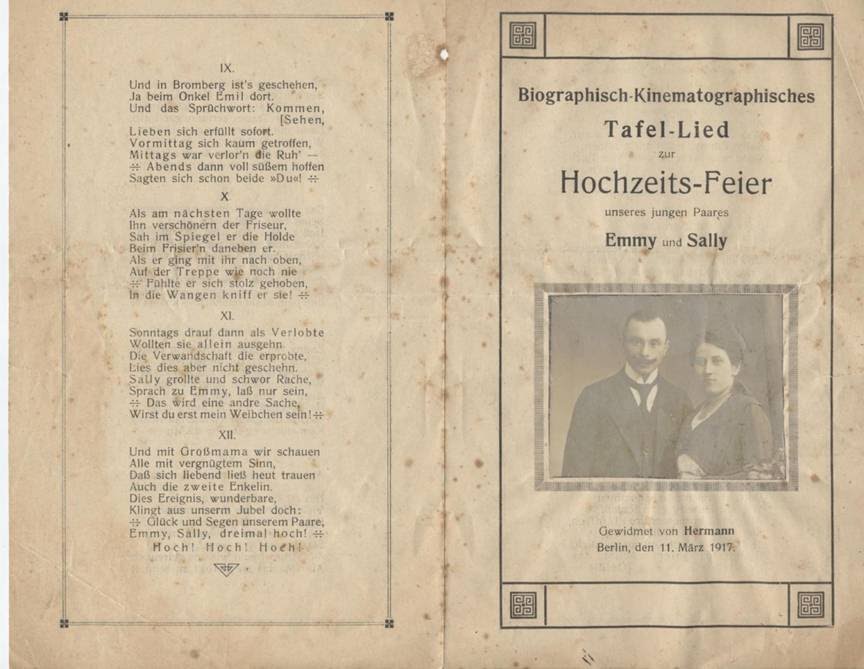 IX.
Und in Bromberg ist's geschehen,
Ja beim Onkel Emil dort.
Und das Sprüchwort: Kommen,
[Sehen,
Lieben sich erfüllt sofort.
Vormittag sich kaum getroffen,
Mittags war verlor'n die Ruh' —
⁜ Abends dann voll süßem hoffen
Sagten sich schon beide »Du«! ⁜
X
Als am nächsten Tage wollte
Ihn verschönern der Friseur,
Sah im Spiegel er die Holde
Beim Frisier'n daneben er.
Als er ging mit ihr nach oben,
Auf der Treppe wie noch nie
⁜ Fühlte er sich stolz gehoben,
In die Wangen kniff er sie! ⁜
XI.
Sonntags drauf dann als Verlobte
Wollten sie allein ausgehn.
Die Verwandschaft die erprobte,
Lies dies aber nicht geschehn.
Sally grollte und schwor Rache,
Sprach zu Emmy, laß nur sein,
⁜ Das wird eine andre Sache,
Wirst du erst mein Weibchen sein! ⁜
XII.
Und mit Großmama wir schauen
Alle mit vergnügtem Sinn,
Daß sich liebend ließ heut trauen
Auch die zweite Enkelin.
Dies Ereignis, wunderbare,
Klingt aus unserm Jubel doch:
⁜ Glück und Segen unserem Paare,
Emmy, Sally, dreimal hoch! ⁜
Hoch! Hoch! Hoch!
Biographisch-Kinematographisches
Tafel-Lied
zur
Hochzeits-Feier
unseres jungen Paares
Emmy und Sally
Gewidmet von Hermann
Berlin, den 11. März 1917.